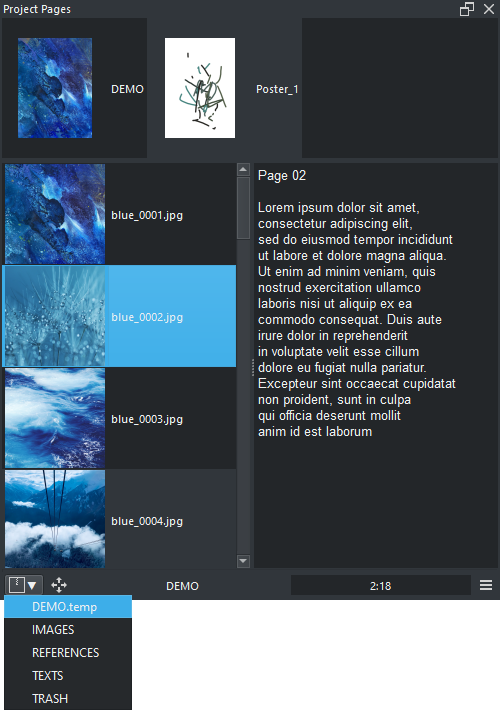 Project Pages
DEMO
Poster_1
blue_0001.jpg
blue_0002.jpg
blue_0003.jpg
blue_0004.jpg
Page 02
Lorem ipsum dolor sit amet,
consectetur adipiscing elit,
sed do eiusmod tempor incididunt
ut labore et dolore magna aliqua.
Ut enim ad minim veniam, quis
nostrud exercitation ullamco
laboris nisi ut aliquip ex ea
commodo consequat. Duis aute
irure dolor in reprehenderit
in voluptate velit esse cillum
dolore eu fugiat nulla pariatur.
Excepteur sint occaecat cupidatat
non proident, sunt in culpa
qui officia deserunt mollit
anim id est laborum
DEMO
2:18
DEMO.temp
IMAGES
REFERENCES
TEXTS
TRASH